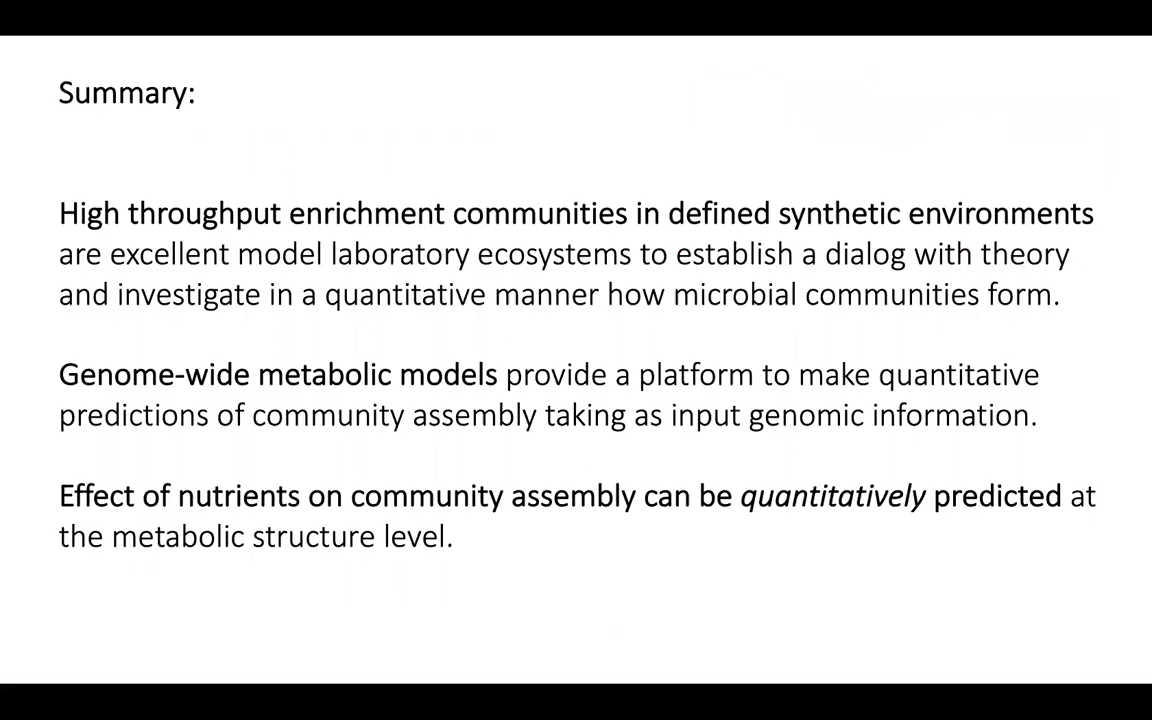 Summary:
High throughput enrichment communities in defined synthetic environments
are excellent model laboratory ecosystems to establish a dialog with theory
and investigate in a quantitative manner how microbial communities form.
Genome-wide metabolic models provide a platform to make quantitative
predictions of community assembly taking as input genomic information.
Effect of nutrients on community assembly can be quantitatively predicted at
the metabolic structure level.